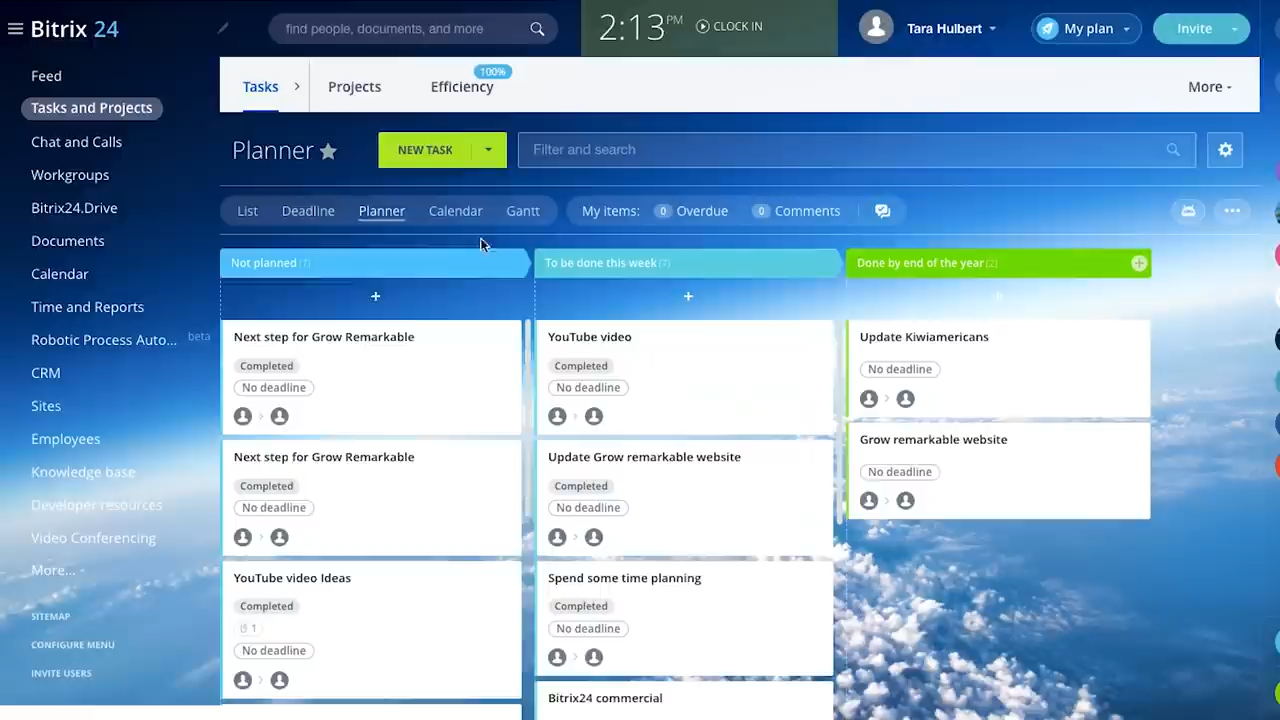 Bitrix 24
find people, documents, and more
2:13 PM
CLOCK IN
Tara Hulbert
My plan
Invite
Feed
Tasks and Projects
Chat and Calls
Workgroups
Bitrix24.Drive
Documents
Calendar
Time and Reports
Robotic Process Auto... beta
CRM
Sites
Employees
Knowledge base
Developer resources
Video Conferencing
More...
SITEMAP
CONFIGURE MENU
INVITE USERS
Tasks
Projects
Efficiency
100%
More
Planner
NEW TASK
Filter and search
List
Deadline
Planner
Calendar
Gantt
My items:
0 Overdue
0 Comments
Not planned (7)
Next step for Grow Remarkable
Completed
No deadline
Next step for Grow Remarkable
Completed
No deadline
YouTube video Ideas
Completed
1
No deadline
To be done this week (7)
YouTube video
Completed
No deadline
Update Grow remarkable website
Completed
No deadline
Spend some time planning
Completed
No deadline
Bitrix24 commercial
Done by end of the year (2)
Update Kiwiamericans
No deadline
Grow remarkable website
No deadline